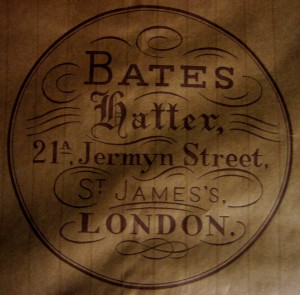 BATES
Hatter,
21A, Jermyn Street,
ST JAMES'S,
LONDON.